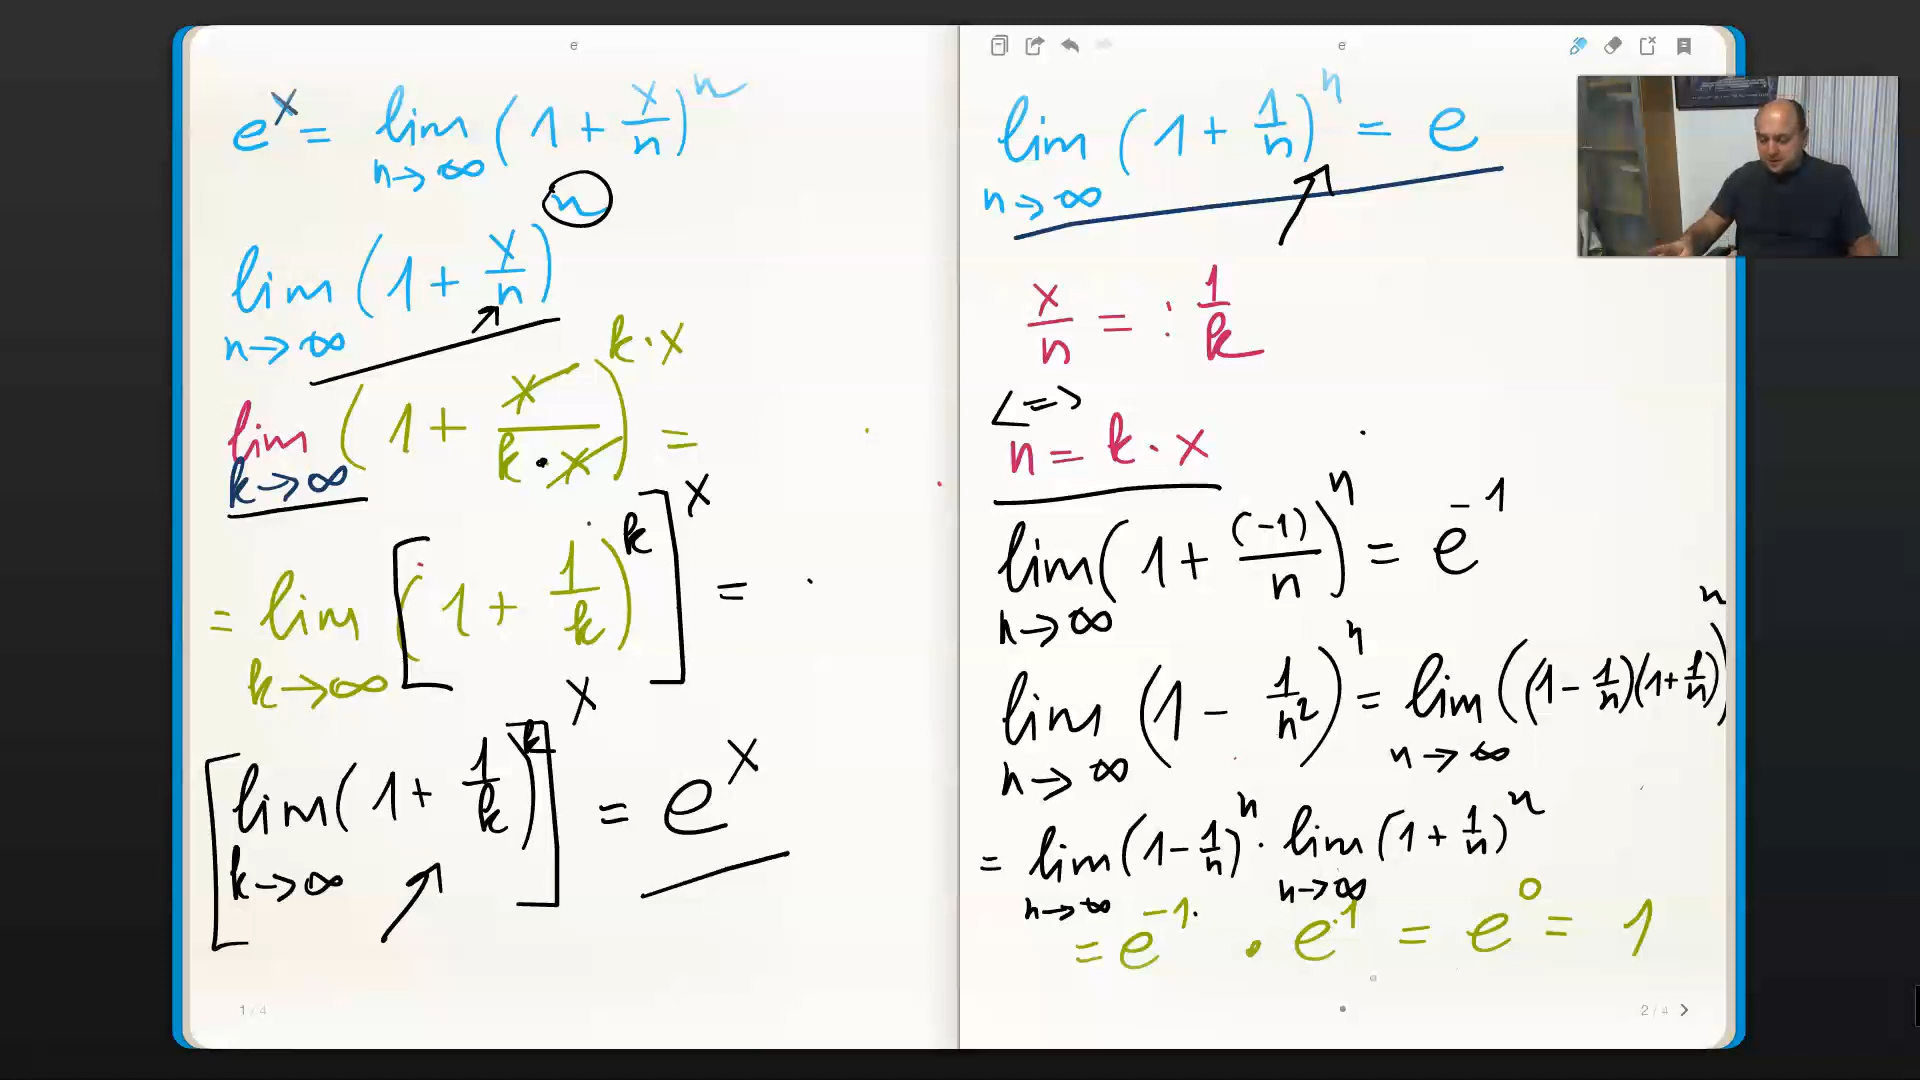 e
e^x = lim n→∞ (1 + x/n)^n
lim n→∞ (1 + x/n)^n
lim k→∞ (1 + x/(k·x))^(k·x) =
= lim k→∞ [(1 + 1/k)^k]^x =
[lim k→∞ (1 + 1/k)^k]^x = e^x
1 / 4
e
lim n→∞ (1 + 1/n)^n = e
x/n = : 1/k
<=>
n = k · x
lim n→∞ (1 + (-1)/n)^n = e^-1
lim n→∞ (1 - 1/n²)^n = lim n→∞ ((1 - 1/n)(1 + 1/n))^n
= lim n→∞ (1 - 1/n)^n · lim n→∞ (1 + 1/n)^n
= e^-1 · e^1 = e^0 = 1
2 / 4